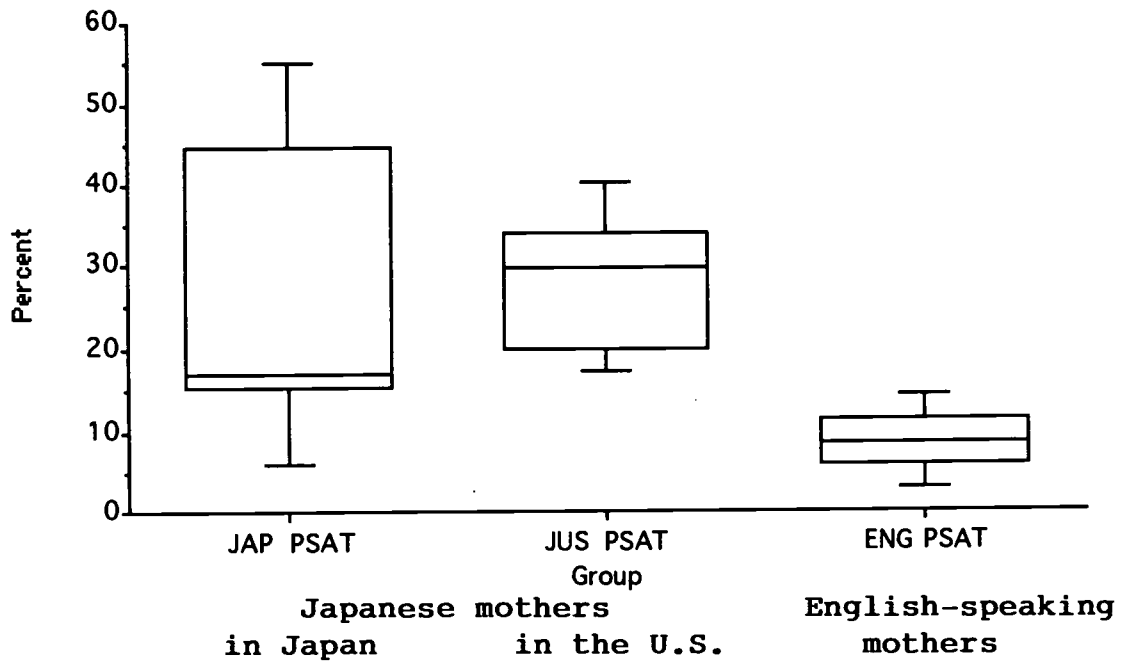 60
50
40
30
20
10
0
Percent
JAP PSAT JUS PSAT ENG PSAT
Group
Japanese mothers English-speaking
in Japan in the U.S. mothers